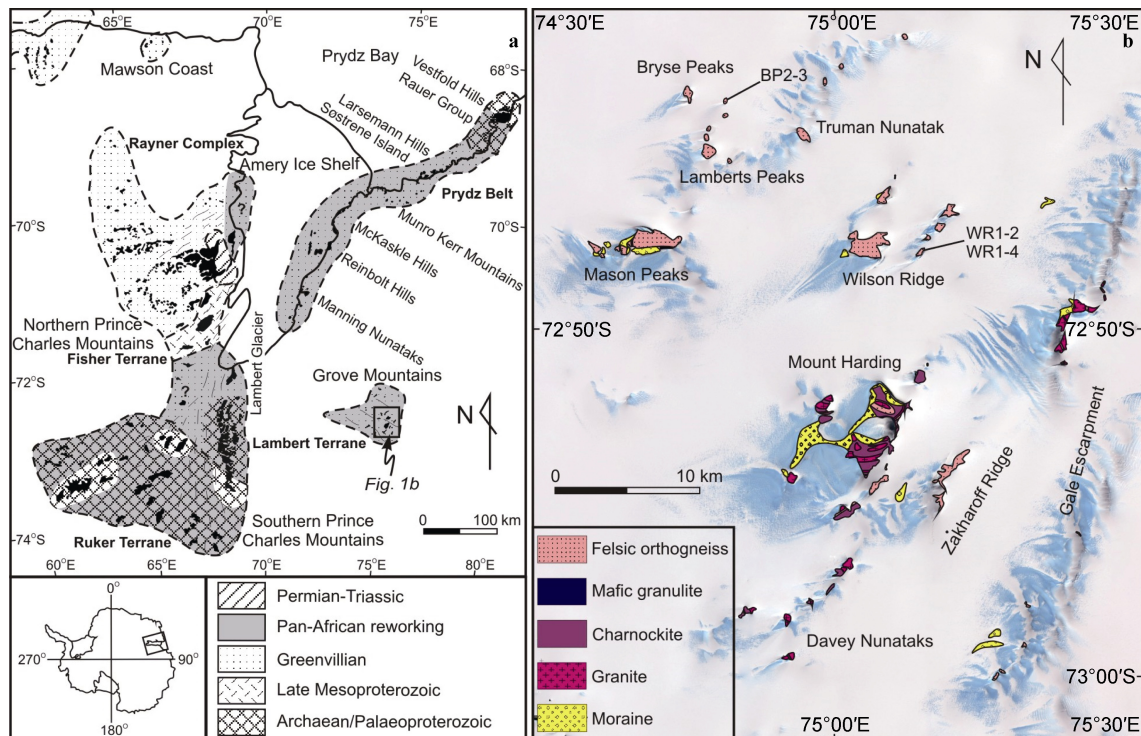 65°E
70°E
75°E
a
Mawson Coast
Prydz Bay
68°S
Vestfold Hills
Rauer Group
Larsemann Hills
Søstrene Island
Rayner Complex
Amery Ice Shelf
Prydz Belt
?
70°S
70°S
Munro Kerr Mountains
McKaskle Hills
Reinbolt Hills
Manning Nunataks
Northern Prince
Charles Mountains
Fisher Terrane
Lambert Glacier
72°S
?
Grove Mountains
N
Lambert Terrane
Fig. 1b
Southern Prince
Charles Mountains
0
100 km
Ruker Terrane
74°S
60°E
65°E
70°E
75°E
80°E
0°
270°
90°
180°
Permian-Triassic
Pan-African reworking
Greenvillian
Late Mesoproterozoic
Archaean/Palaeoproterozoic
74°30'E
75°00'E
75°30'E
b
N
Bryse Peaks
BP2-3
Truman Nunatak
Lamberts Peaks
WR1-2
WR1-4
Mason Peaks
Wilson Ridge
72°50'S
72°50'S
Mount Harding
0
10 km
Zakharoff Ridge
Gale Escarpment
Davey Nunataks
73°00'S
75°00'E
75°30'E
Felsic orthogneiss
Mafic granulite
Charnockite
Granite
Moraine